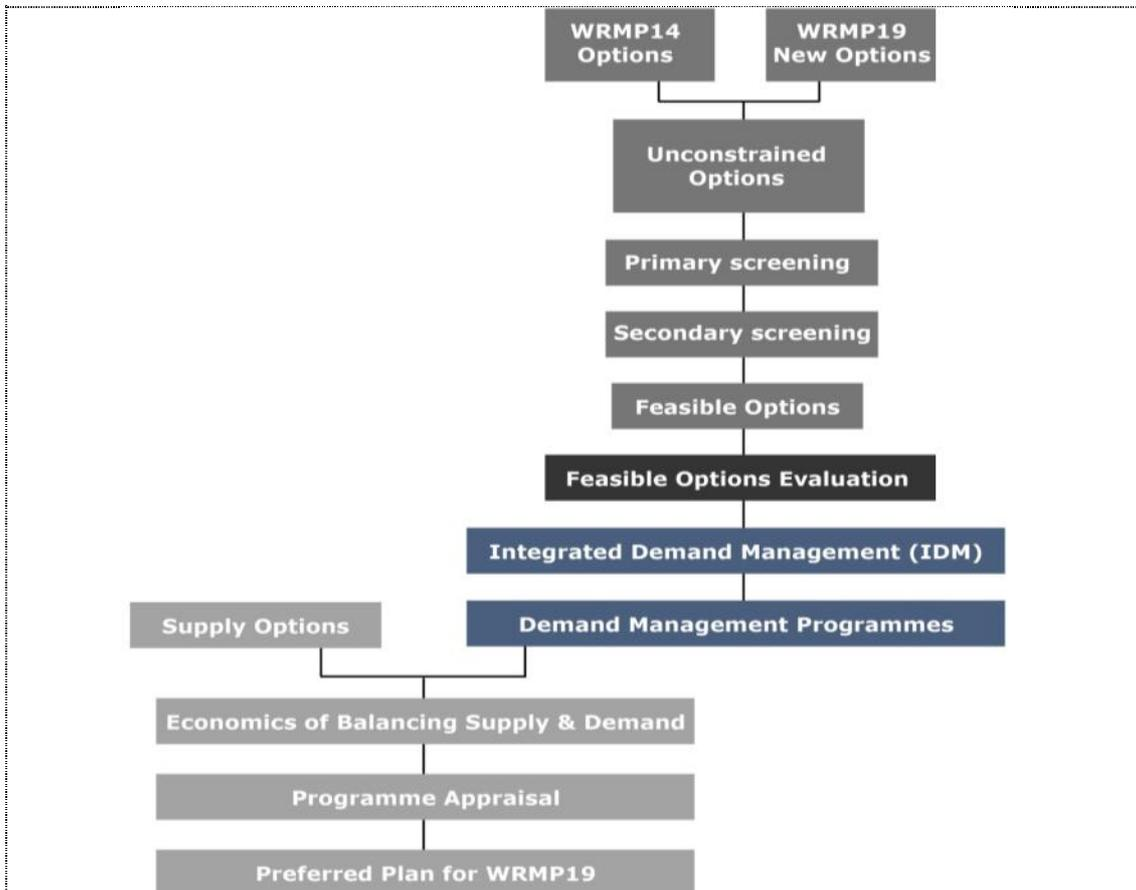 WRMP14
Options
WRMP19
New Options
Unconstrained
Options
Primary screening
Secondary screening
Feasible Options
Feasible Options Evaluation
Integrated Demand Management (IDM)
Supply Options
Demand Management Programmes
Economics of Balancing Supply & Demand
Programme Appraisal
Preferred Plan for WRMP19